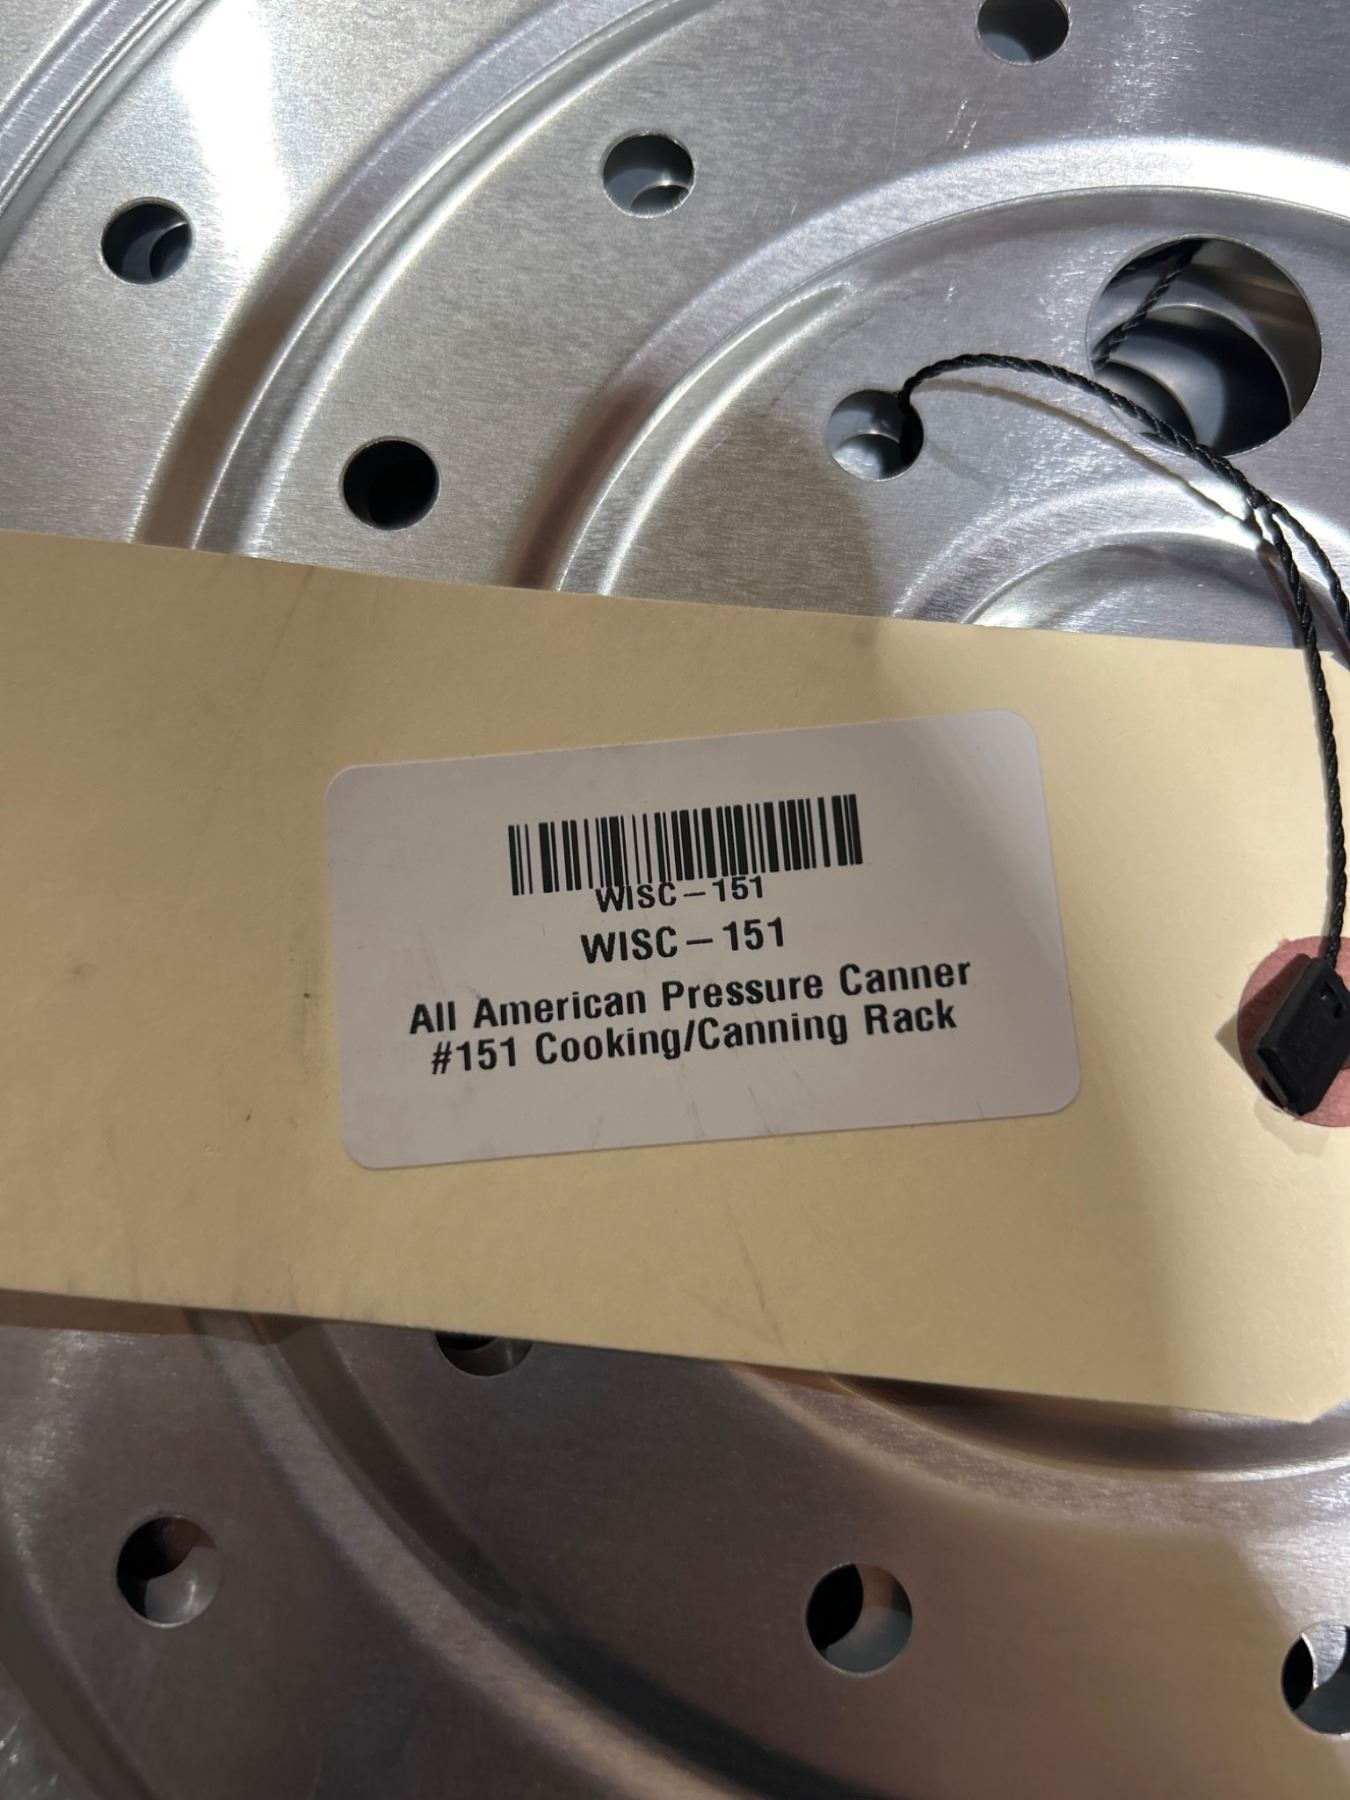 WISC-151
WISC-151
All American Pressure Canner
#151 Cooking/Canning Rack